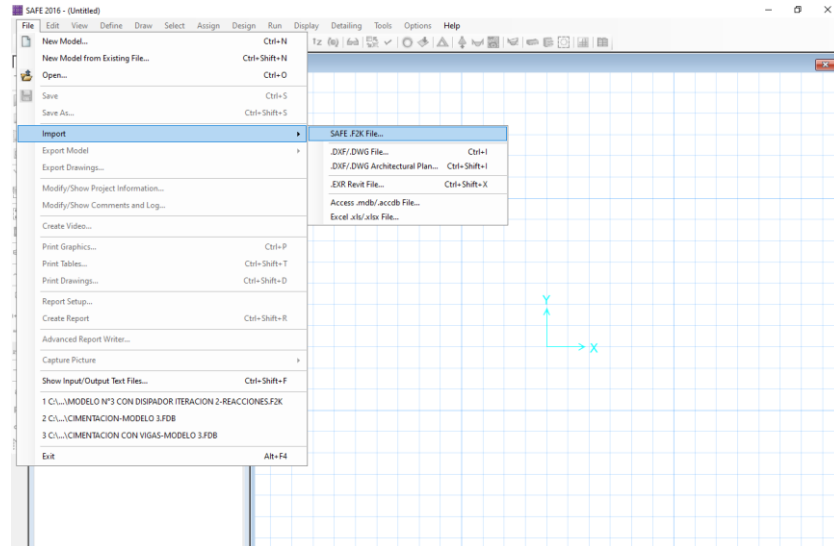 SAFE 2016 - (Untitled)
File Edit View Define Draw Select Assign Design Run Display Detailing Tools Options Help
New Model... Ctrl+N
New Model from Existing File... Ctrl+Shift+N
Open... Ctrl+O
Save Ctrl+S
Save As... Ctrl+Shift+S
Import SAFE .F2K File...
Export Model .DXF/.DWG File... Ctrl+I
Export Drawings... .DXF/.DWG Architectural Plan... Ctrl+Shift+I
Modify/Show Project Information... .EXR Revit File... Ctrl+Shift+X
Modify/Show Comments and Log... Access .mdb/.accdb File...
Excel .xls/.xlsx File...
Create Video...
Print Graphics... Ctrl+P
Print Tables... Ctrl+Shift+T
Print Drawings... Ctrl+Shift+D
Report Setup...
Y
Create Report Ctrl+Shift+R
Advanced Report Writer...
X
Capture Picture
Show Input/Output Text Files... Ctrl+Shift+F
1 C:\...\MODELO N°3 CON DISIPADOR ITERACION 2-REACCIONES.F2K
2 C:\...\CIMENTACION-MODELO 3.FDB
3 C:\...\CIMENTACION CON VIGAS-MODELO 3.FDB
Exit Alt+F4